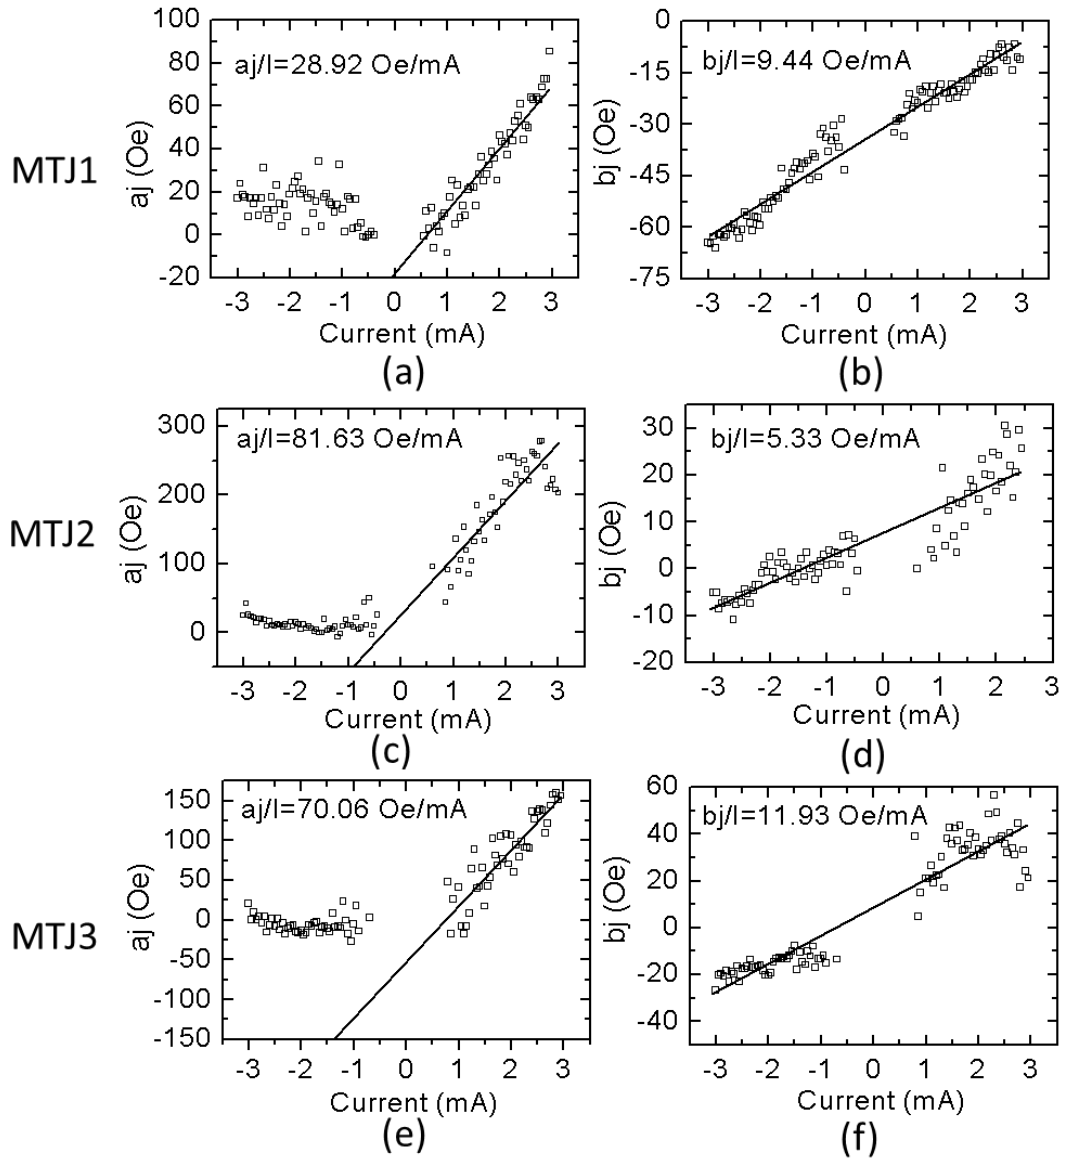 MTJ1
aj/I=28.92 Oe/mA
aj (Oe)
100
80
60
40
20
0
-20
-3 -2 -1 0 1 2 3
Current (mA)
(a)
bj/I=9.44 Oe/mA
bj (Oe)
0
-15
-30
-45
-60
-75
-3 -2 -1 0 1 2 3
Current (mA)
(b)
MTJ2
aj/I=81.63 Oe/mA
aj (Oe)
300
200
100
0
-3 -2 -1 0 1 2 3
Current (mA)
(c)
bj/I=5.33 Oe/mA
bj (Oe)
30
20
10
0
-10
-20
-3 -2 -1 0 1 2 3
Current (mA)
(d)
MTJ3
aj/I=70.06 Oe/mA
aj (Oe)
150
100
50
0
-50
-100
-150
-3 -2 -1 0 1 2 3
Current (mA)
(e)
bj/I=11.93 Oe/mA
bj (Oe)
60
40
20
0
-20
-40
-3 -2 -1 0 1 2 3
Current (mA)
(f)